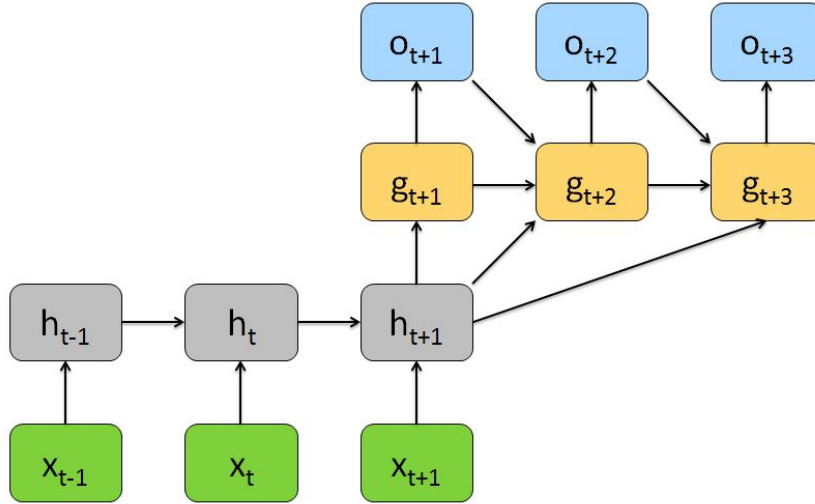 o_{t+1} o_{t+2} o_{t+3}
g_{t+1} g_{t+2} g_{t+3}
h_{t-1} h_t h_{t+1}
x_{t-1} x_t x_{t+1}